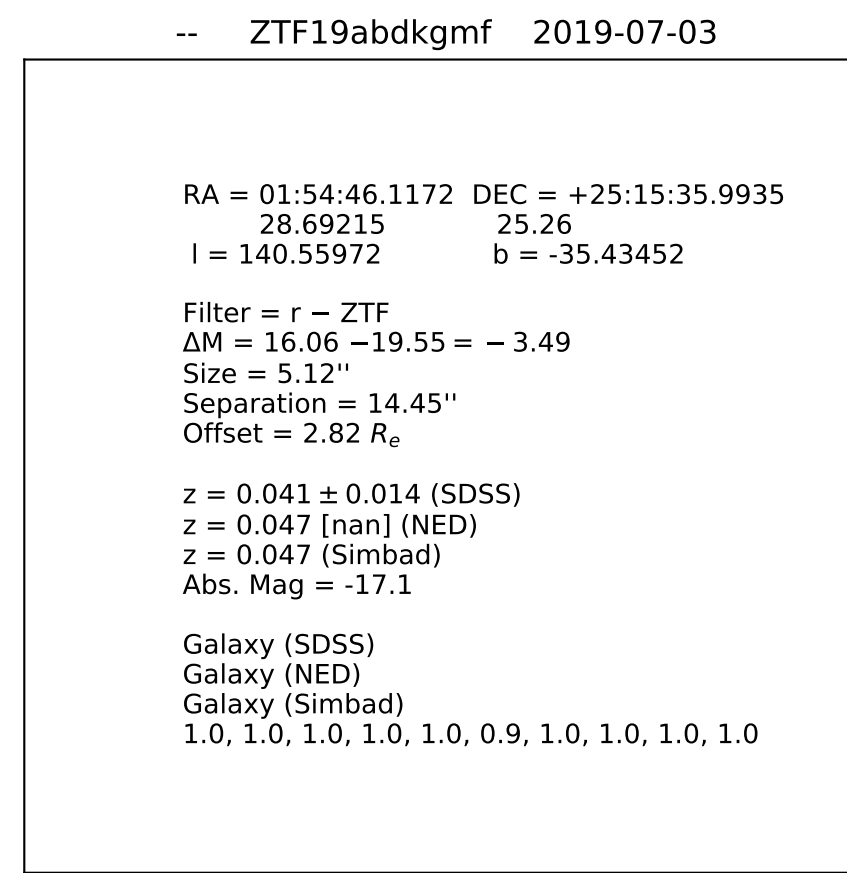 -- ZTF19abdkgmf 2019-07-03
RA = 01:54:46.1172 DEC = +25:15:35.9935
28.69215 25.26
l = 140.55972 b = -35.43452
Filter = r − ZTF
ΔM = 16.06 −19.55 = − 3.49
Size = 5.12''
Separation = 14.45''
Offset = 2.82 Re
z = 0.041 ± 0.014 (SDSS)
z = 0.047 [nan] (NED)
z = 0.047 (Simbad)
Abs. Mag = -17.1
Galaxy (SDSS)
Galaxy (NED)
Galaxy (Simbad)
1.0, 1.0, 1.0, 1.0, 1.0, 0.9, 1.0, 1.0, 1.0, 1.0